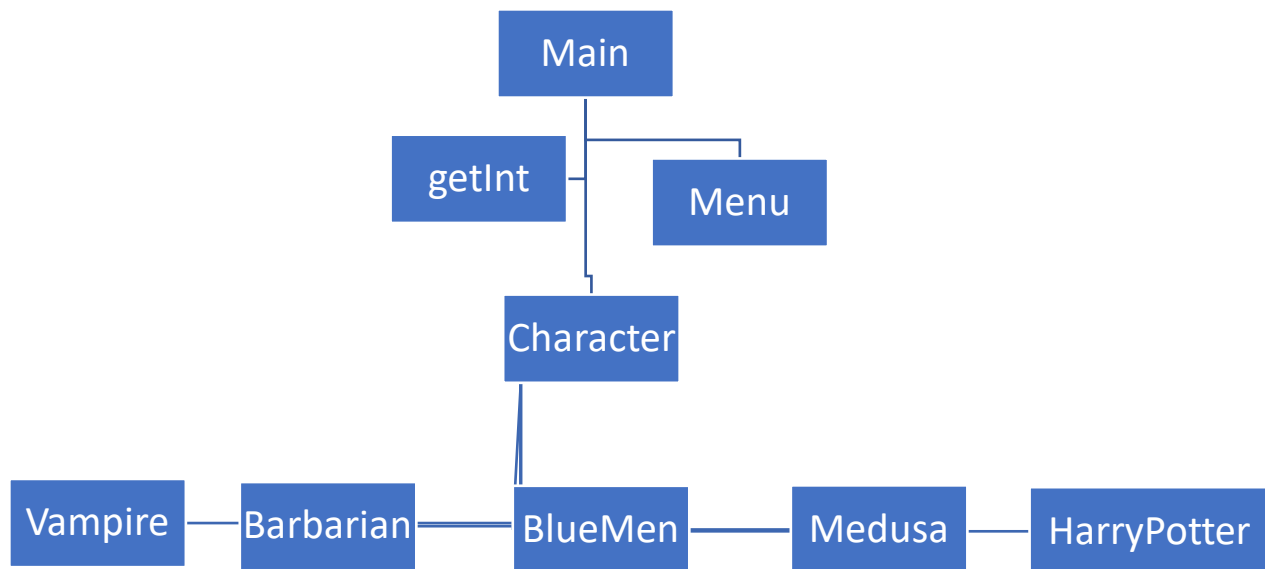 Main
getInt
Menu
Character
Vampire
Barbarian
BlueMen
Medusa
HarryPotter